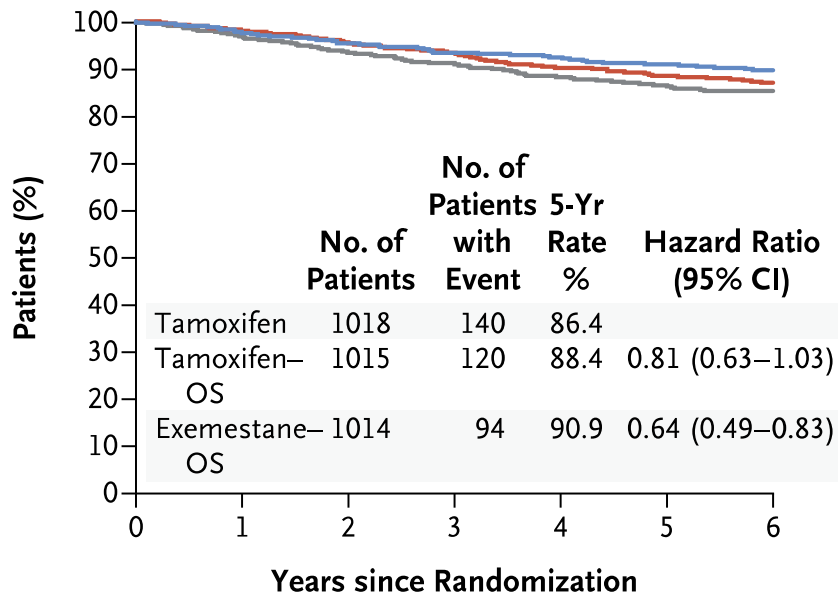 100
90
80
70
60
50
40
30
20
10
0
Patients (%)
No. of
Patients
No. of
Patients
with
Event
5-Yr
Rate
%
Hazard Ratio
(95% CI)
Tamoxifen 1018 140 86.4
Tamoxifen– 1015 120 88.4 0.81 (0.63–1.03)
OS
Exemestane– 1014 94 90.9 0.64 (0.49–0.83)
OS
0 1 2 3 4 5 6
Years since Randomization